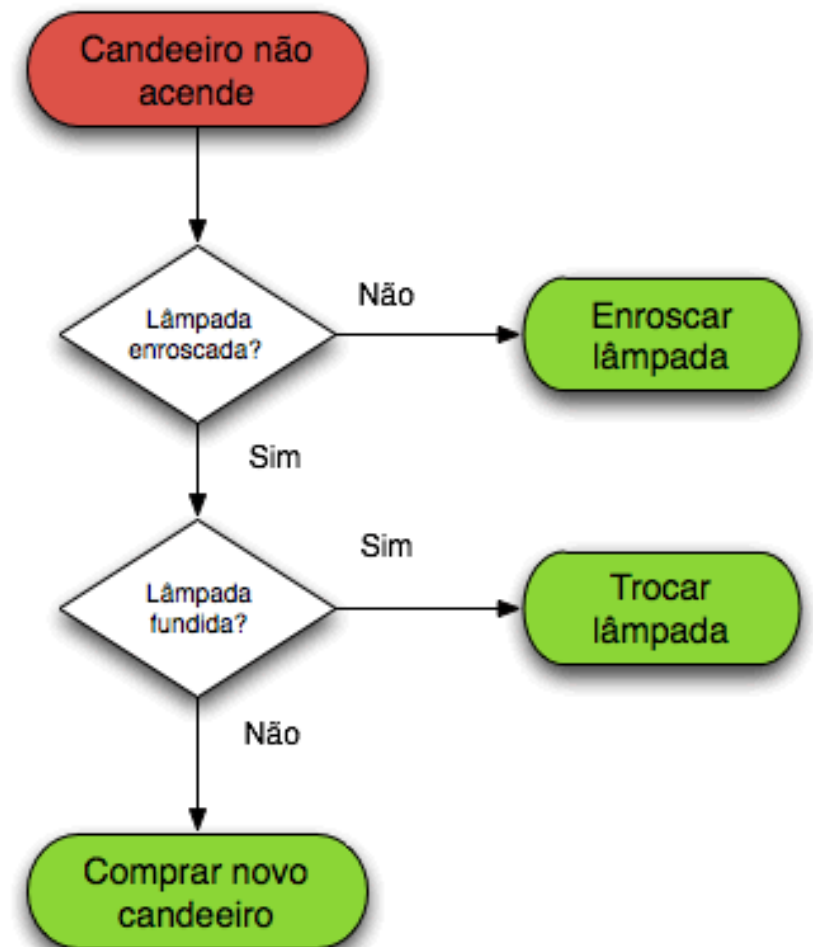 Candeeiro não
acende
Lâmpada
enroscada?
Não
Enroscar
lâmpada
Sim
Lâmpada
fundida?
Sim
Trocar
lâmpada
Não
Comprar novo
candeeiro